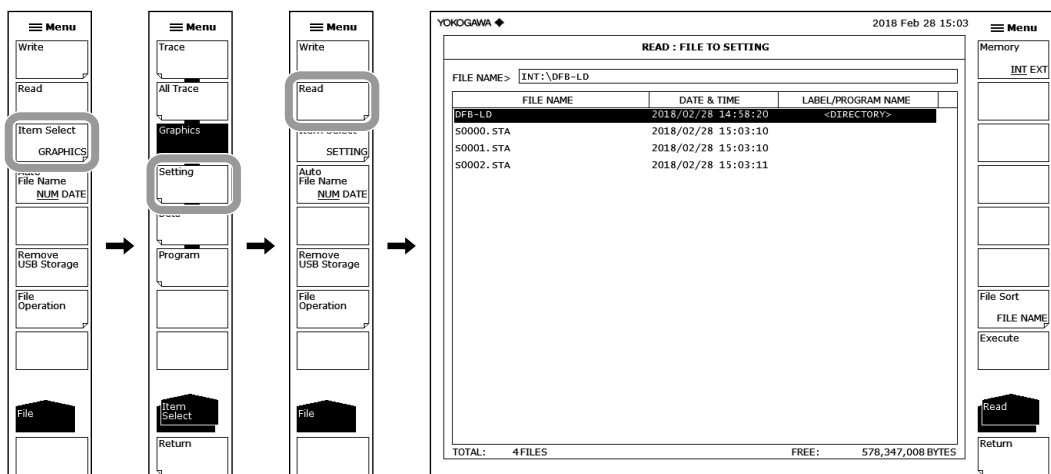 Menu
Write
Read
Item Select
GRAPHICS
Auto
File Name
NUM DATE
Remove
USB Storage
File
Operation
File
Menu
Trace
All Trace
Graphics
Setting
Program
Item
Select
Return
Menu
Write
Read
Item Select
SETTING
Auto
File Name
NUM DATE
Remove
USB Storage
File
Operation
File
YOKOGAWA
2018 Feb 28 15:03
READ : FILE TO SETTING
FILE NAME> INT:\DFB-LD
FILE NAME DATE & TIME LABEL/PROGRAM NAME
DFB-LD 2018/02/28 14:58:20 <DIRECTORY>
S0000.STA 2018/02/28 15:03:10
S0001.STA 2018/02/28 15:03:10
S0002.STA 2018/02/28 15:03:11
TOTAL: 4FILES FREE: 578,347,008 BYTES
Menu
Memory
INT EXT
File Sort
FILE NAME
Execute
Read
Return